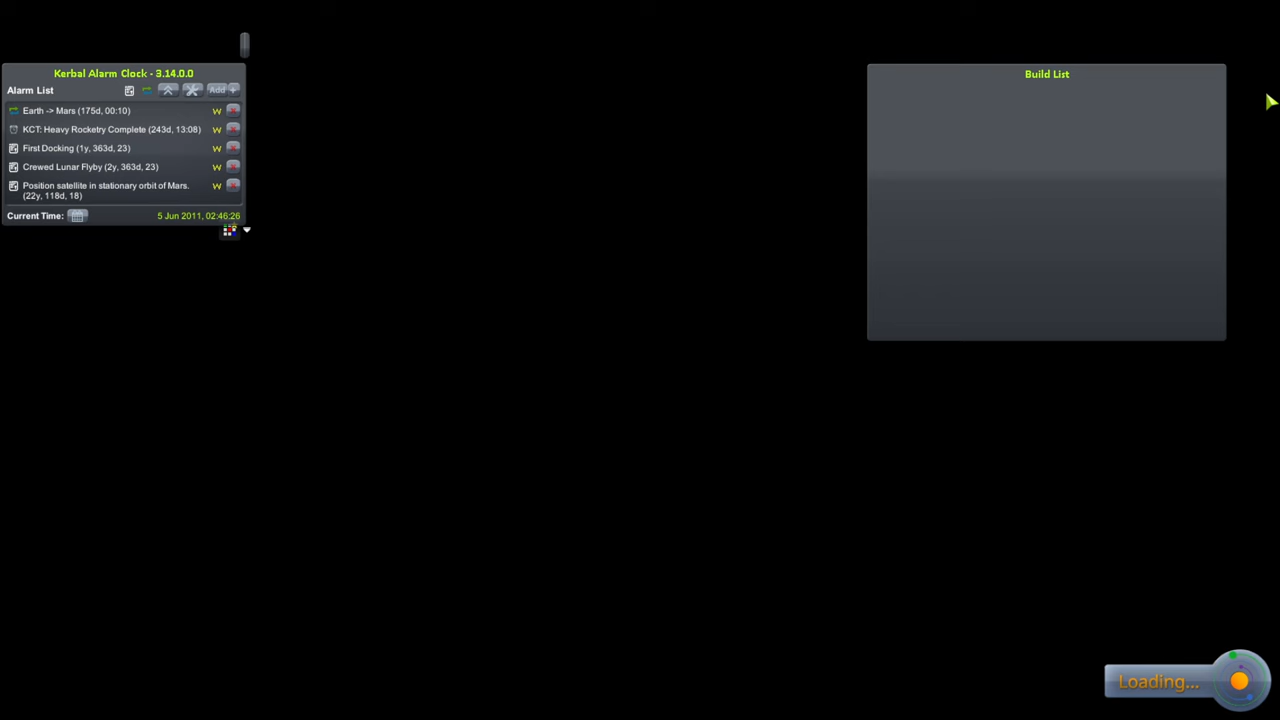 Kerbal Alarm Clock - 3.14.0.0
Alarm List
Add +
Earth -> Mars (175d, 00:10) W
KCT: Heavy Rocketry Complete (243d, 13:08) W
First Docking (1y, 363d, 23) W
Crewed Lunar Flyby (2y, 363d, 23) W
Position satellite in stationary orbit of Mars. W
(22y, 118d, 18)
Current Time: 5 Jun 2011, 02:46:26
Build List
Loading...